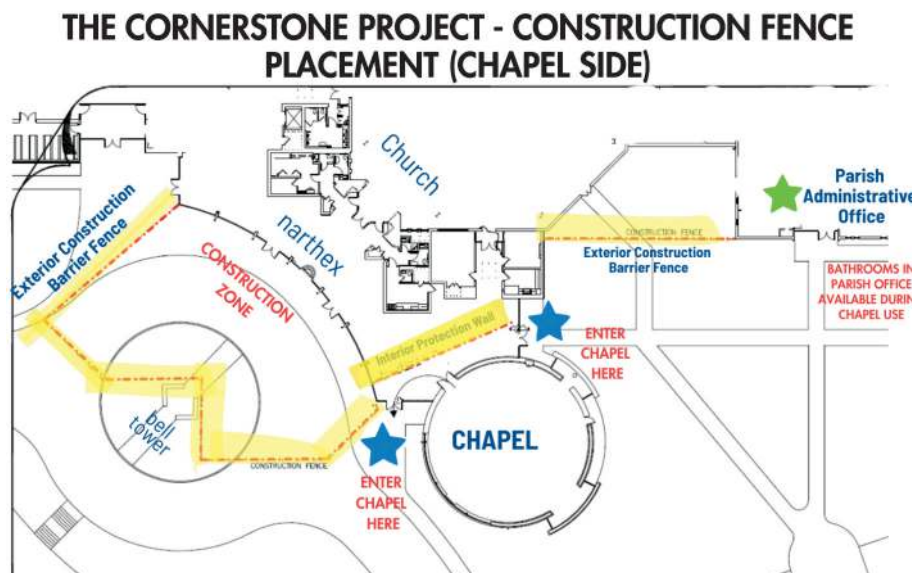 THE CORNERSTONE PROJECT - CONSTRUCTION FENCE
PLACEMENT (CHAPEL SIDE)
Church
narthex
Exterior Construction
Barrier Fence
CONSTRUCTION
ZONE
CONSTRUCTION FENCE
Exterior Construction
Barrier Fence
Parish
Administrative
Office
BATHROOMS IN
PARISH OFFICE
AVAILABLE DURIN
CHAPEL USE
Interior Protection Wall
ENTER
CHAPEL
HERE
bell
tower
CHAPEL
CONSTRUCTION FENCE
ENTER
CHAPEL
HERE